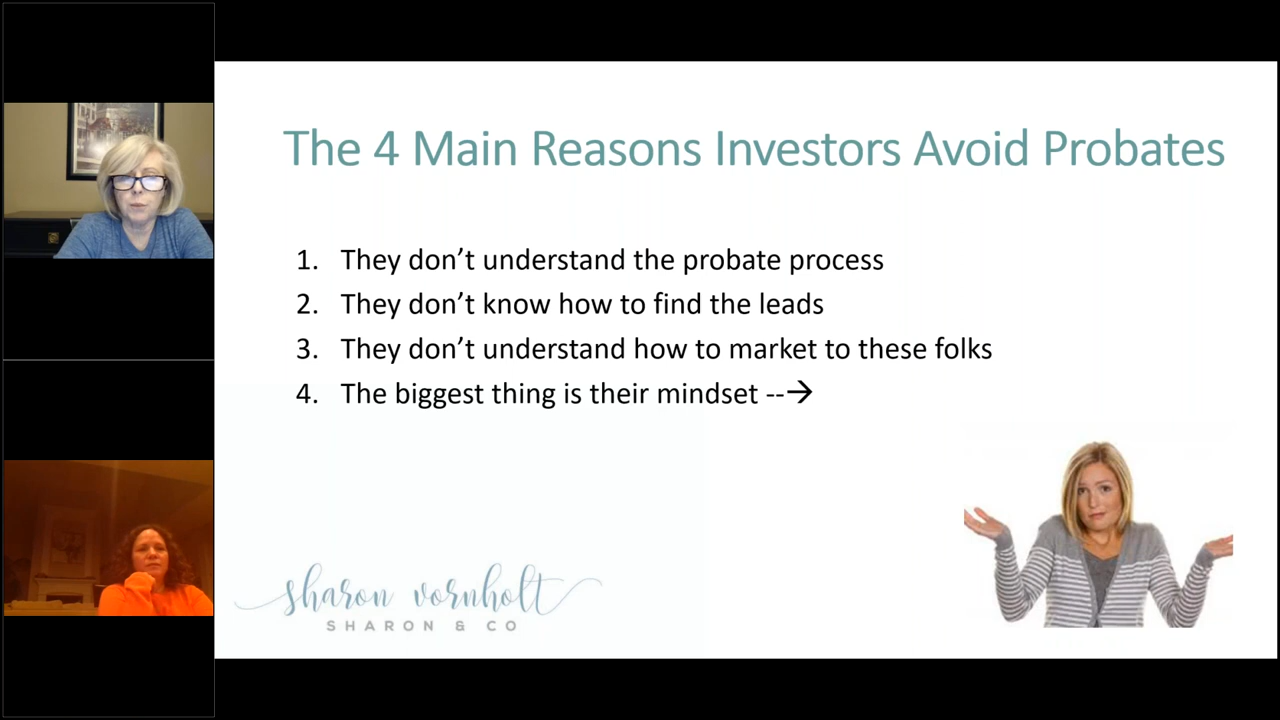 The 4 Main Reasons Investors Avoid Probates
1. They don’t understand the probate process
2. They don’t know how to find the leads
3. They don’t understand how to market to these folks
4. The biggest thing is their mindset --→
sharon vornholt
SHARON & CO